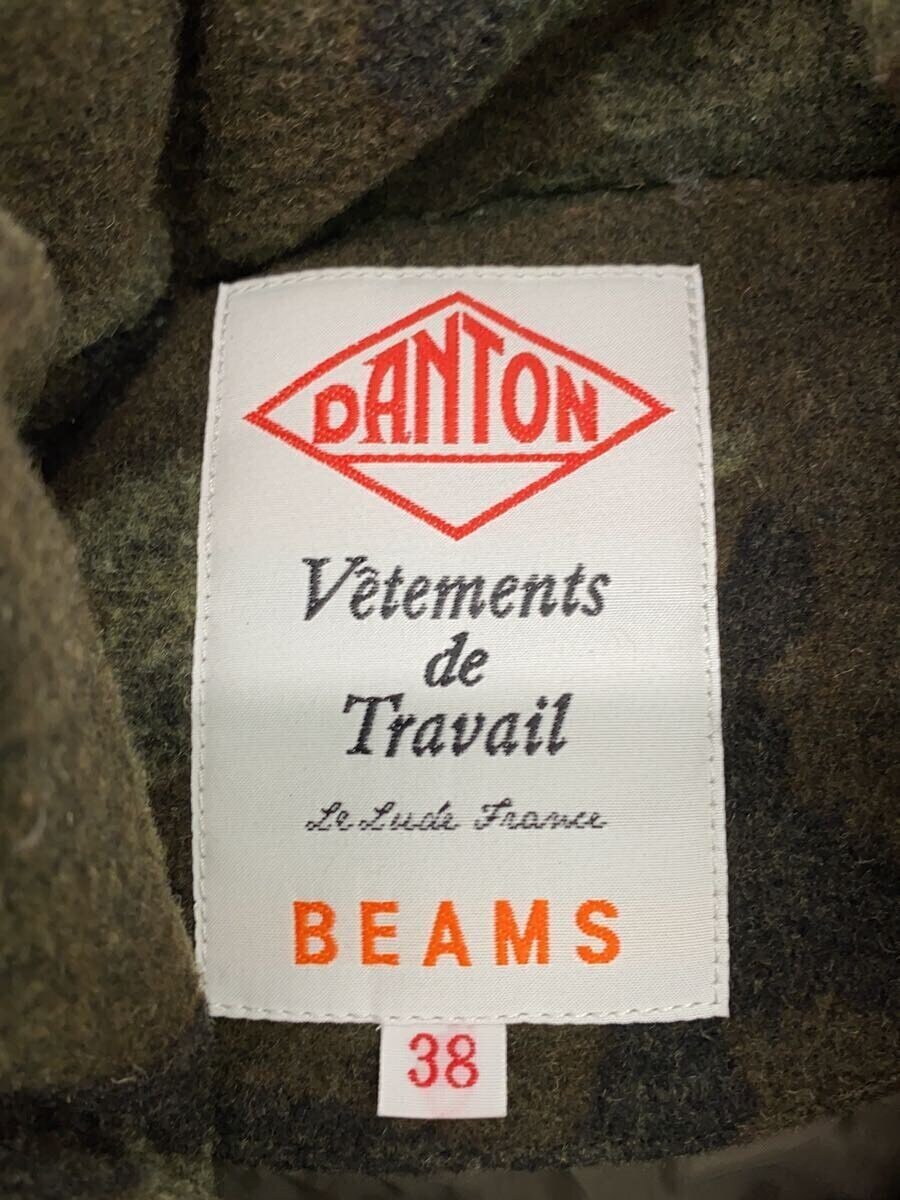 DANTON
Vêtements
de
Travail
Le Lude France
BEAMS
38